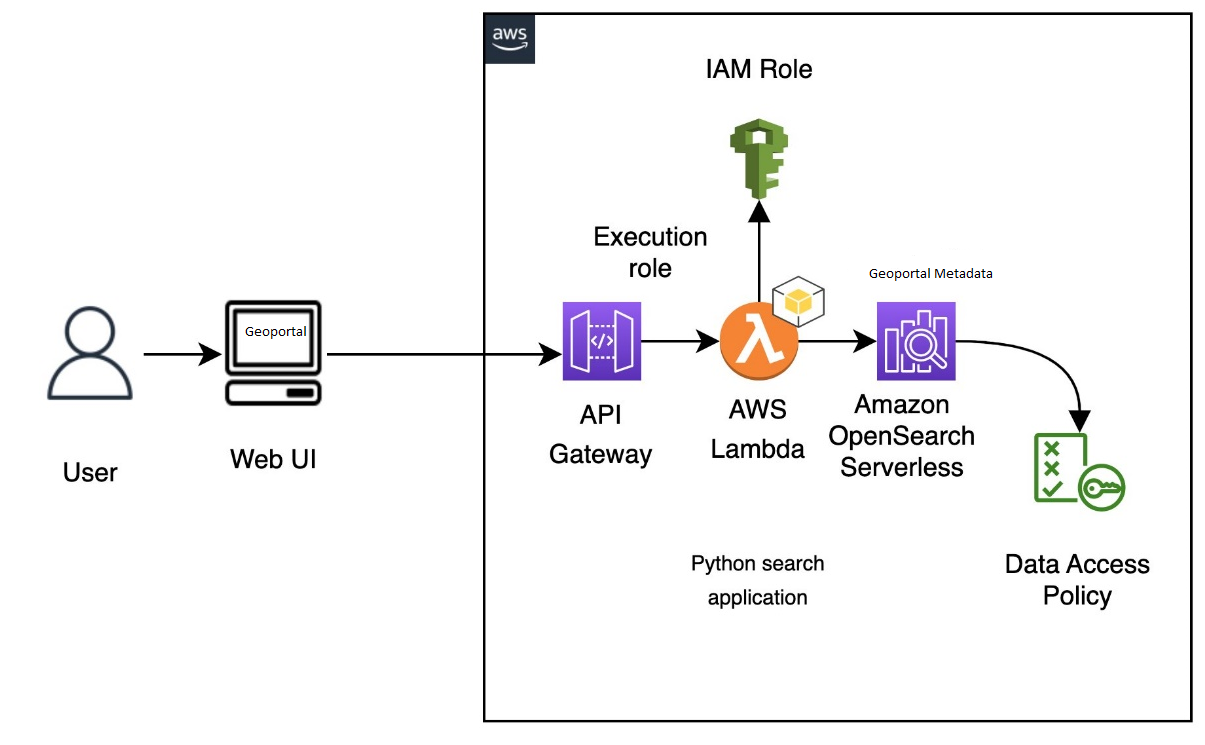 aws
IAM Role
Execution
role
Geoportal Metadata
Geoportal
</>
API
Gateway
AWS
Lambda
Amazon
OpenSearch
Serverless
Web UI
User
Python search
application
Data Access
Policy